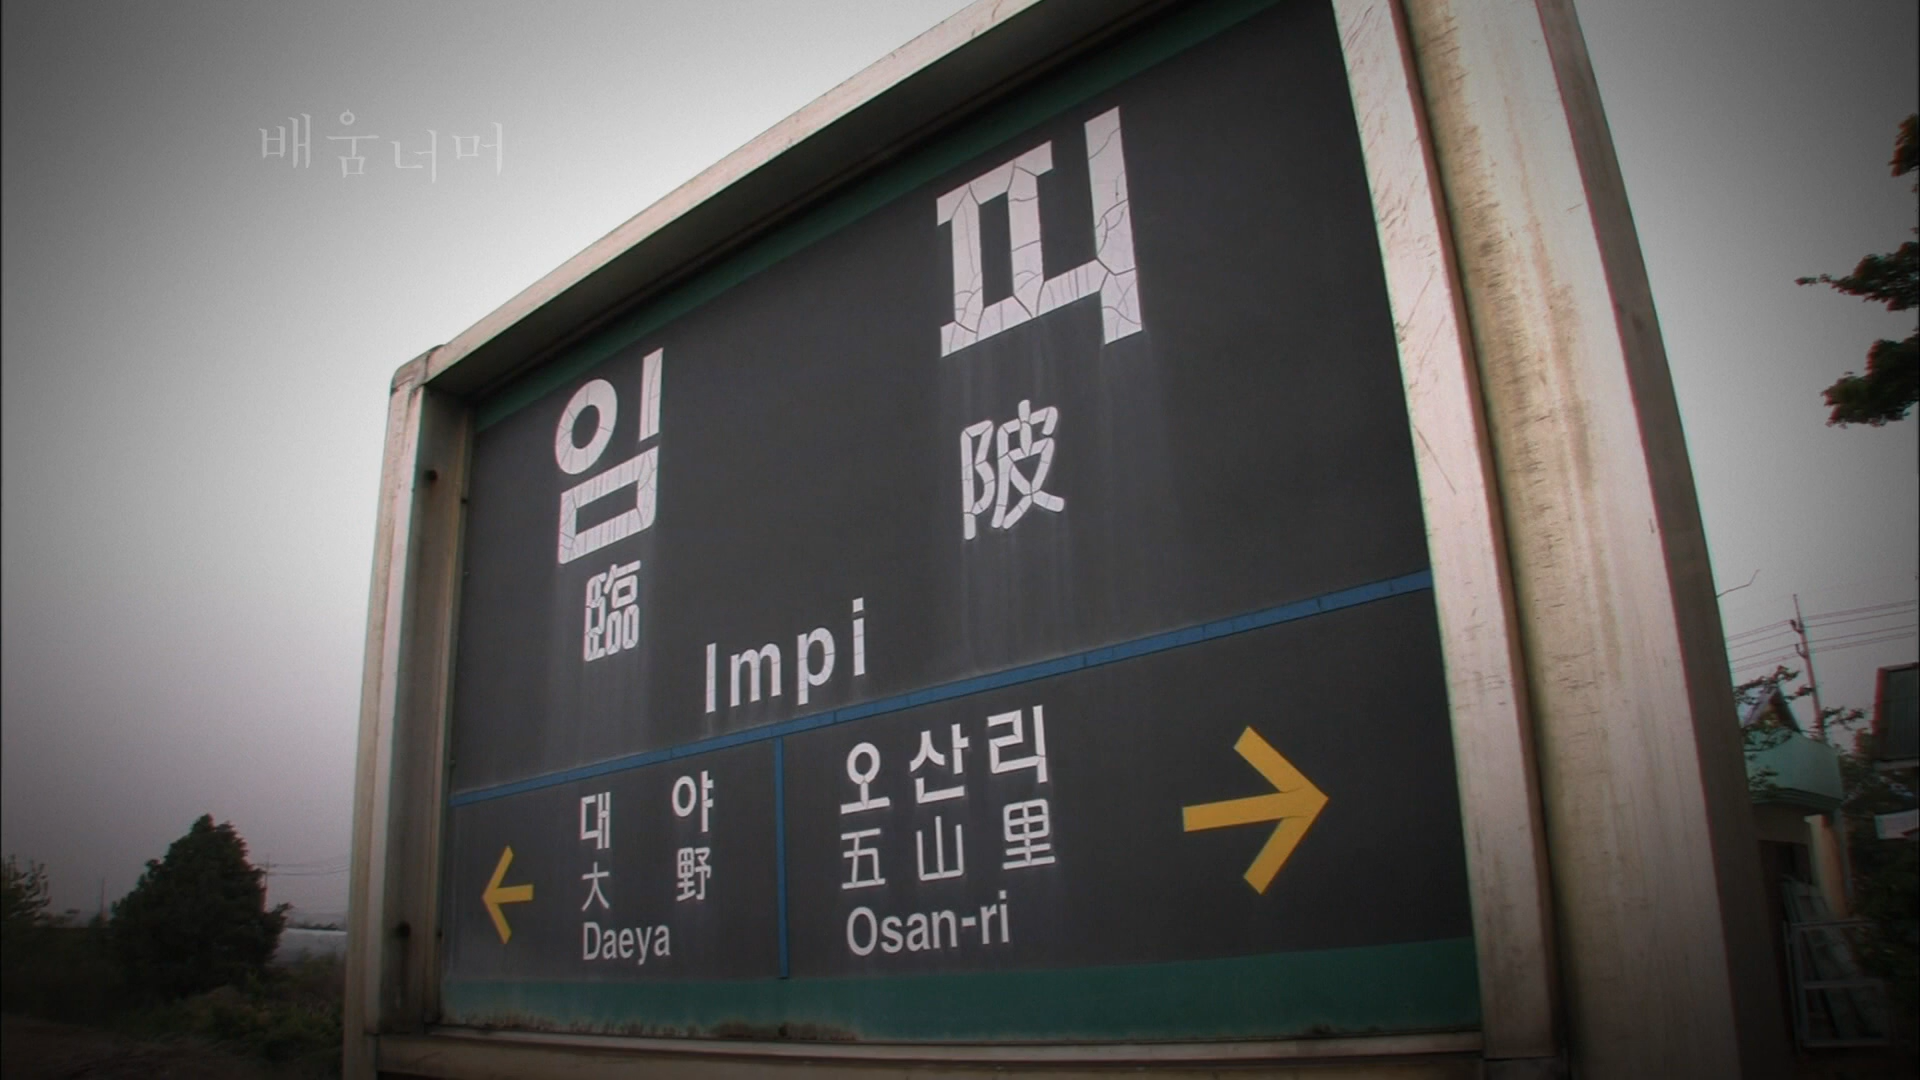 배움너머
임 피
臨 陂
Impi
대 야
大 野
Daeya
오산리
五山里
Osan-ri